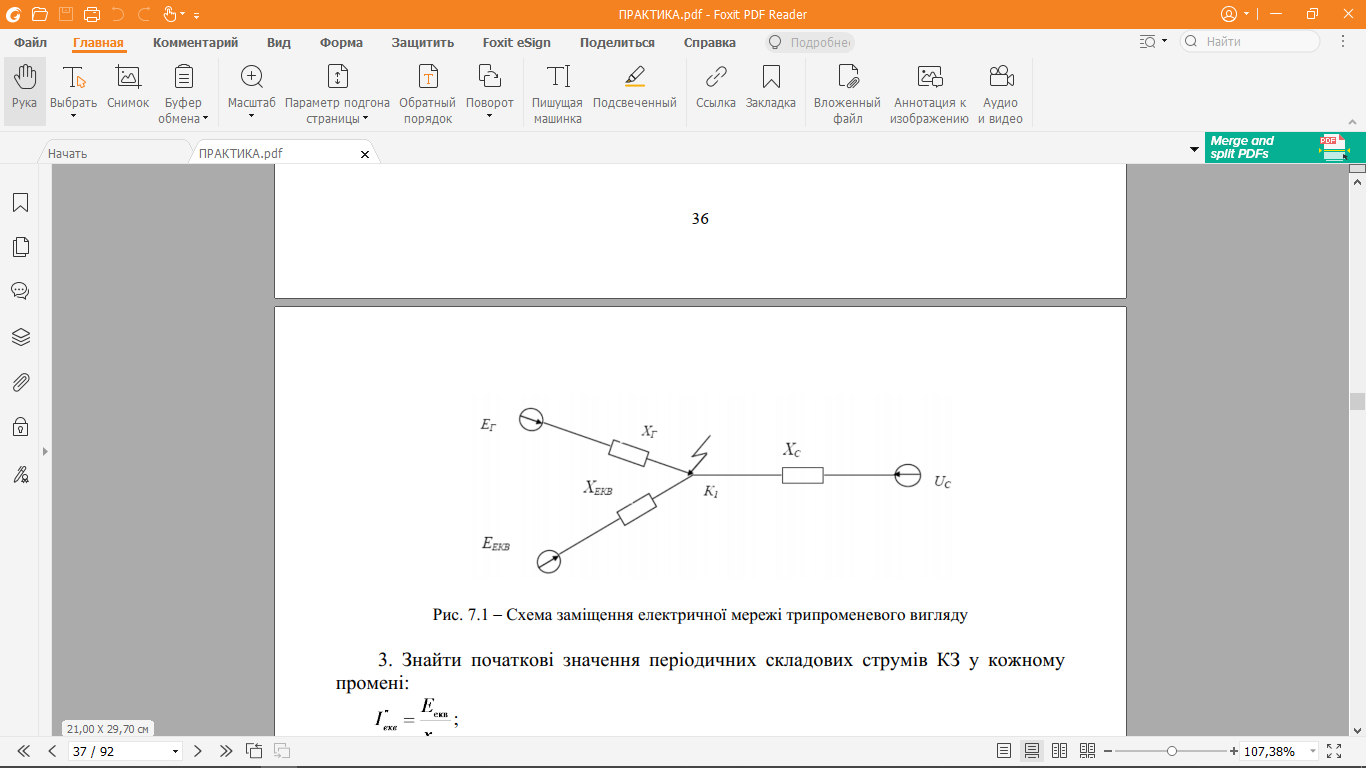 ПРАКТИКА.pdf - Foxit PDF Reader
Файл Главная Комментарий Вид Форма Защитить Foxit eSign Поделиться Справка Подробнее Найти
Рука Выбрать Снимок Буфер обмена Масштаб Параметр подгона страницы Обратный порядок Поворот Пишущая машинка Подсвеченный Ссылка Закладка Вложенный файл Аннотация к изображению Аудио и видео
Начать ПРАКТИКА.pdf Merge and split PDFs
36
EГ
XГ
XС
XЕКВ
K1
UС
EЕКВ
Рис. 7.1 – Схема заміщення електричної мережі трипроменевого вигляду
3. Знайти початкові значення періодичних складових струмів КЗ у кожному
промені:
I"екв = Eекв / x ;
21,00 X 29,70 см
37 / 92 107,38%